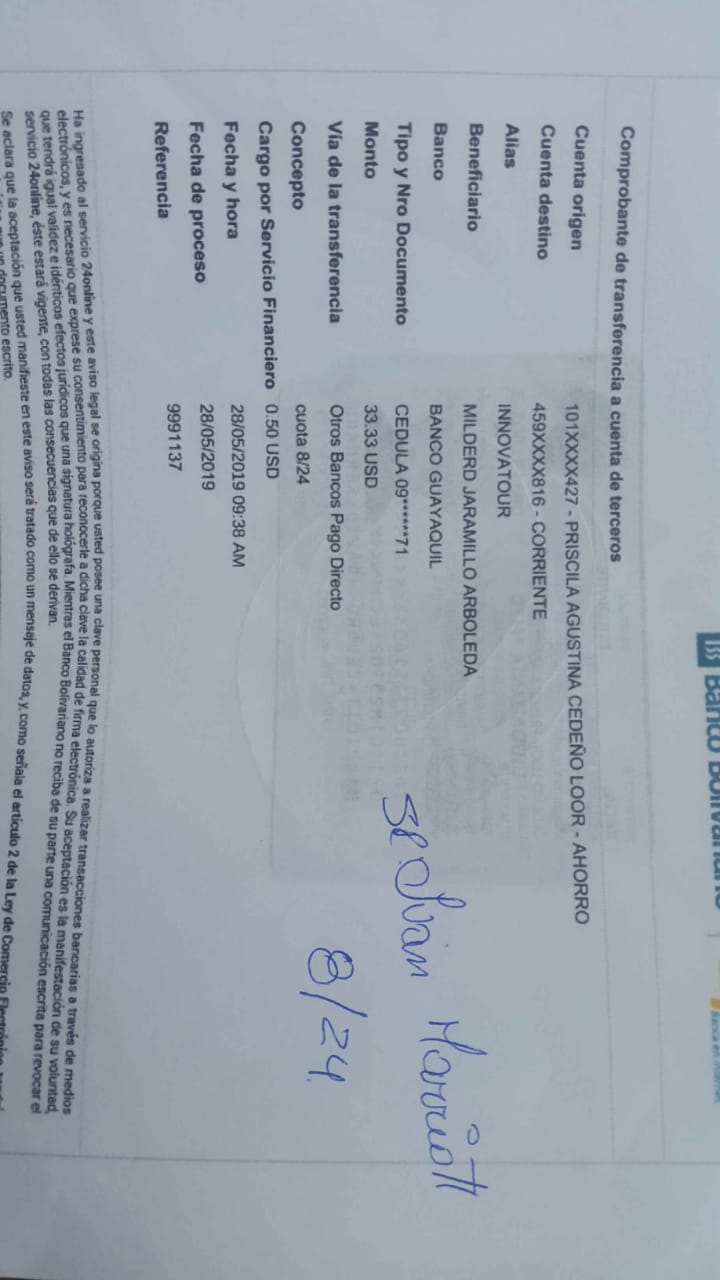 Banco Bolivariano
Banca en Internet
Comprobante de transferencia a cuenta de terceros
Cuenta origen 101XXXX427 - PRISCILA AGUSTINA CEDEÑO LOOR - AHORRO
Cuenta destino 459XXXX816 - CORRIENTE
Alias INNOVATOUR
Beneficiario MILDERD JARAMILLO ARBOLEDA
Banco BANCO GUAYAQUIL
Tipo y Nro Documento CEDULA 09******71
Monto 33.33 USD
Vía de la transferencia Otros Bancos Pago Directo
Concepto cuota 8/24
Cargo por Servicio Financiero 0.50 USD
Fecha y hora 28/05/2019 09:38 AM
Fecha de proceso 28/05/2019
Referencia 9991137
Ivan Marriott
8/24
Ha ingresado al servicio 24online y este aviso legal se origina porque usted posee una clave personal que lo autoriza a realizar transacciones bancarias a través de medios
electrónicos, y es necesario que exprese su consentimiento para reconocerle a dicha clave la calidad de firma electrónica. Su aceptación es la manifestación de su voluntad,
que tendrá igual validez e idénticos efectos jurídicos que una signatura hológrafa. Mientras el Banco Bolivariano no reciba de su parte una comunicación escrita para revocar el
servicio 24online, éste estará vigente, con todas las consecuencias que de ello se derivan.
Se aclara que la aceptación que usted manifieste en este aviso será tratado como un mensaje de datos, y, como señala el artículo 2 de la Ley de Comercio Electrónico
un documento escrito.